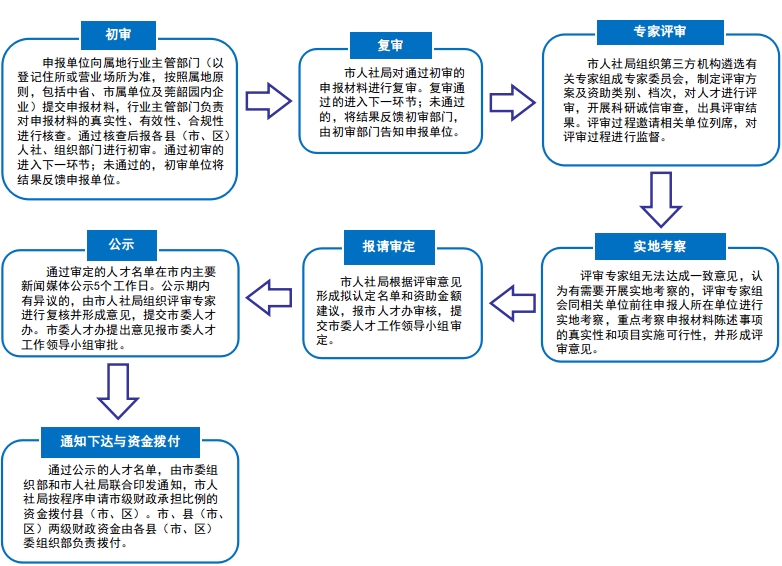 初审
申报单位向属地行业主管部门（以
登记住所或营业场所为准，按照属地原
则，包括中省、市属单位及莞韶园内企
业）提交申报材料，行业主管部门负责
对申报材料的真实性、有效性、合规性
进行核查。通过核查后报各县（市、区）
人社、组织部门进行初审。通过初审的
进入下一环节；未通过的，初审单位将
结果反馈申报单位。
复审
市人社局对通过初审的
申报材料进行复审。复审通
过的进入下一环节；未通过
的，将结果反馈初审部门，
由初审部门告知申报单位。
专家评审
市人社局组织第三方机构遴选有
关专家组成专家委员会，制定评审方
案及资助类别、档次，对人才进行评
审，开展科研诚信审查，出具评审结
果。评审过程邀请相关单位列席，对
评审过程进行监督。
实地考察
评审专家组无法达成一致意见，认
为有需要开展实地考察的，评审专家组
会同相关单位前往申报人所在单位进行
实地考察，重点考察申报材料陈述事项
的真实性和项目实施可行性，并形成评
审意见。
报请审定
市人社局根据评审意见
形成拟认定名单和资助金额
建议，报市人才办审核，提
交市委人才工作领导小组审
定。
公示
通过审定的人才名单在市内主要
新闻媒体公示5个工作日。公示期内
有异议的，由市人社局组织评审专家
进行复核并形成意见，提交市委人才
办。市委人才办提出意见报市委人才
工作领导小组审批。
通知下达与资金拨付
通过公示的人才名单，由市委组
织部和市人社局联合印发通知，市人
社局按程序申请市级财政承担比例的
资金拨付县（市、区）。市、县（市、
区）两级财政资金由各县（市、区）
委组织部负责拨付。